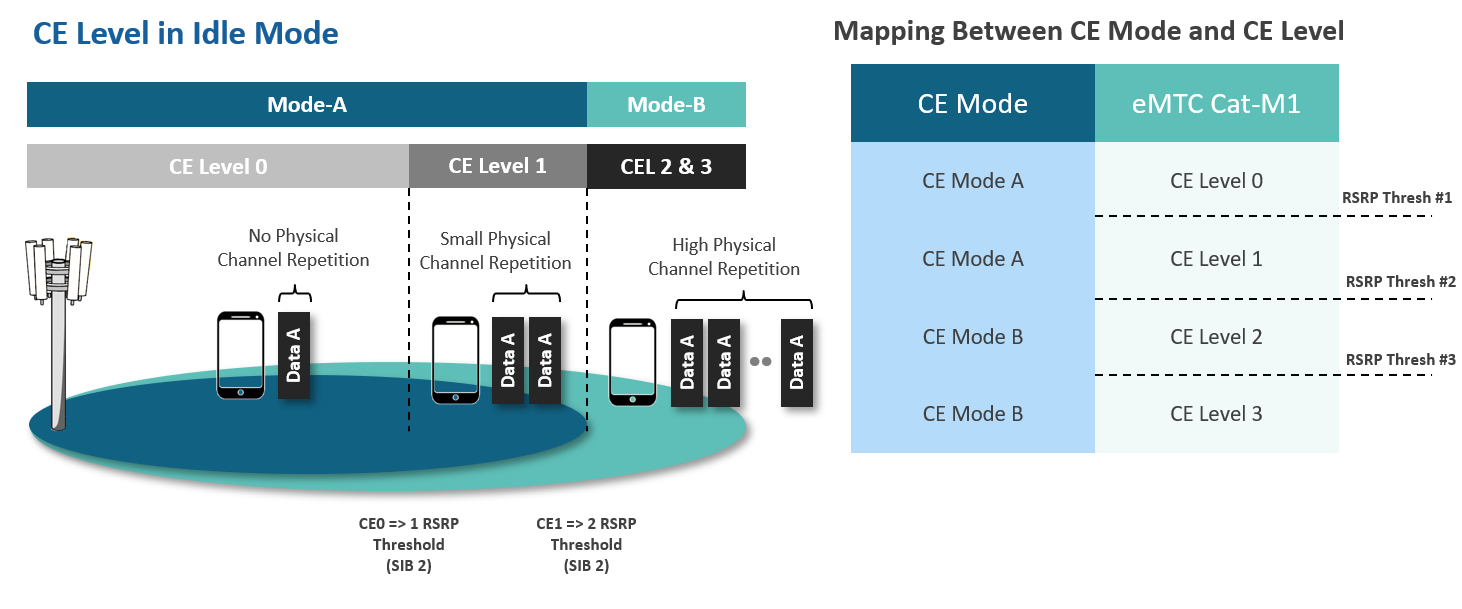 CE Level in Idle Mode
Mode-A
Mode-B
CE Level 0
CE Level 1
CEL 2 & 3
No Physical
Channel Repetition
Small Physical
Channel Repetition
High Physical
Channel Repetition
Data A
Data A
Data A
Data A
Data A
Data A
CE0 => 1 RSRP
Threshold
(SIB 2)
CE1 => 2 RSRP
Threshold
(SIB 2)
Mapping Between CE Mode and CE Level
CE Mode
eMTC Cat-M1
CE Mode A
CE Level 0
RSRP Thresh #1
CE Mode A
CE Level 1
RSRP Thresh #2
CE Mode B
CE Level 2
RSRP Thresh #3
CE Mode B
CE Level 3